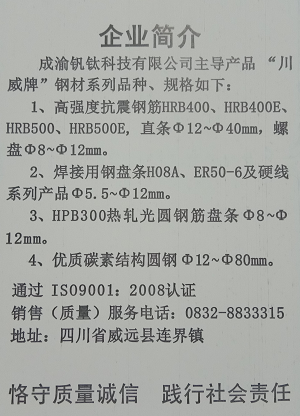 企业简介
成渝钒钛科技有限公司主导产品 “川
威牌”钢材系列品种、规格如下：
1、高强度抗震钢筋HRB400、HRB400E、
HRB500、HRB500E, 直条Φ12~Φ40mm，螺
盘Φ8~Φ12mm。
2、焊接用钢盘条H08A、ER50-6及硬线
系列产品Φ5.5~Φ12mm。
3、HPB300热轧光圆钢筋盘条Φ8~Φ
12mm。
4、优质碳素结构圆钢Φ12~Φ80mm。
通过 ISO9001：2008认证
销售（质量）服务电话：0832-8833315
地址：四川省威远县连界镇
恪守质量诚信 践行社会责任